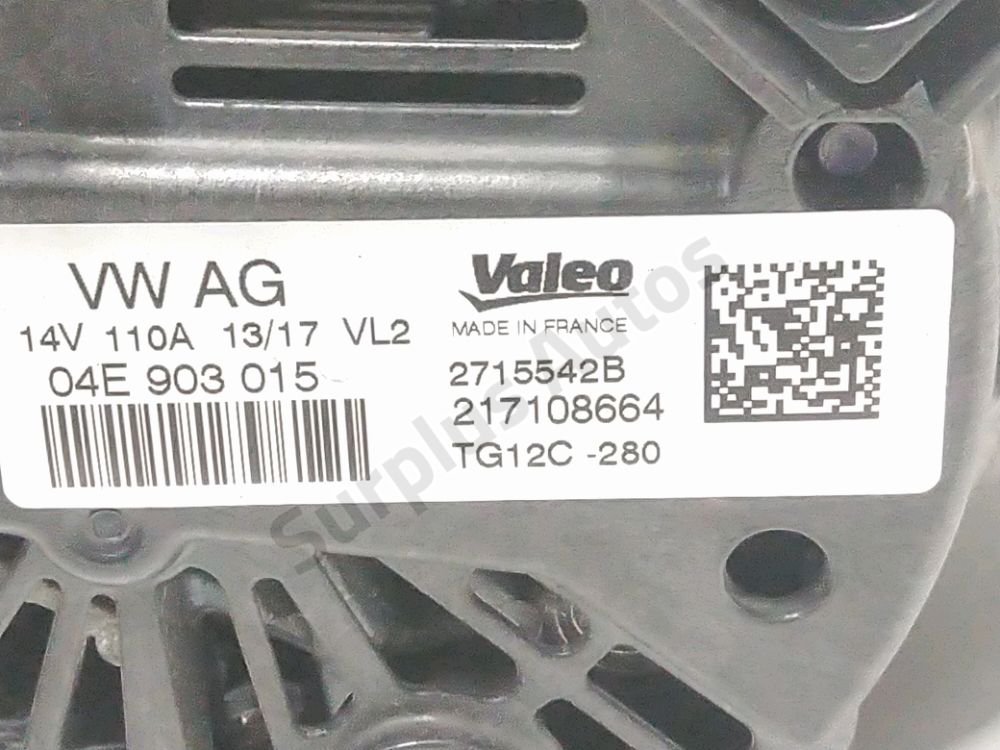 VW AG
14V 110A 13/17 VL2
04E 903 015
Valeo
MADE IN FRANCE
2715542B
217108664
TG12C -280
Surplus Autos